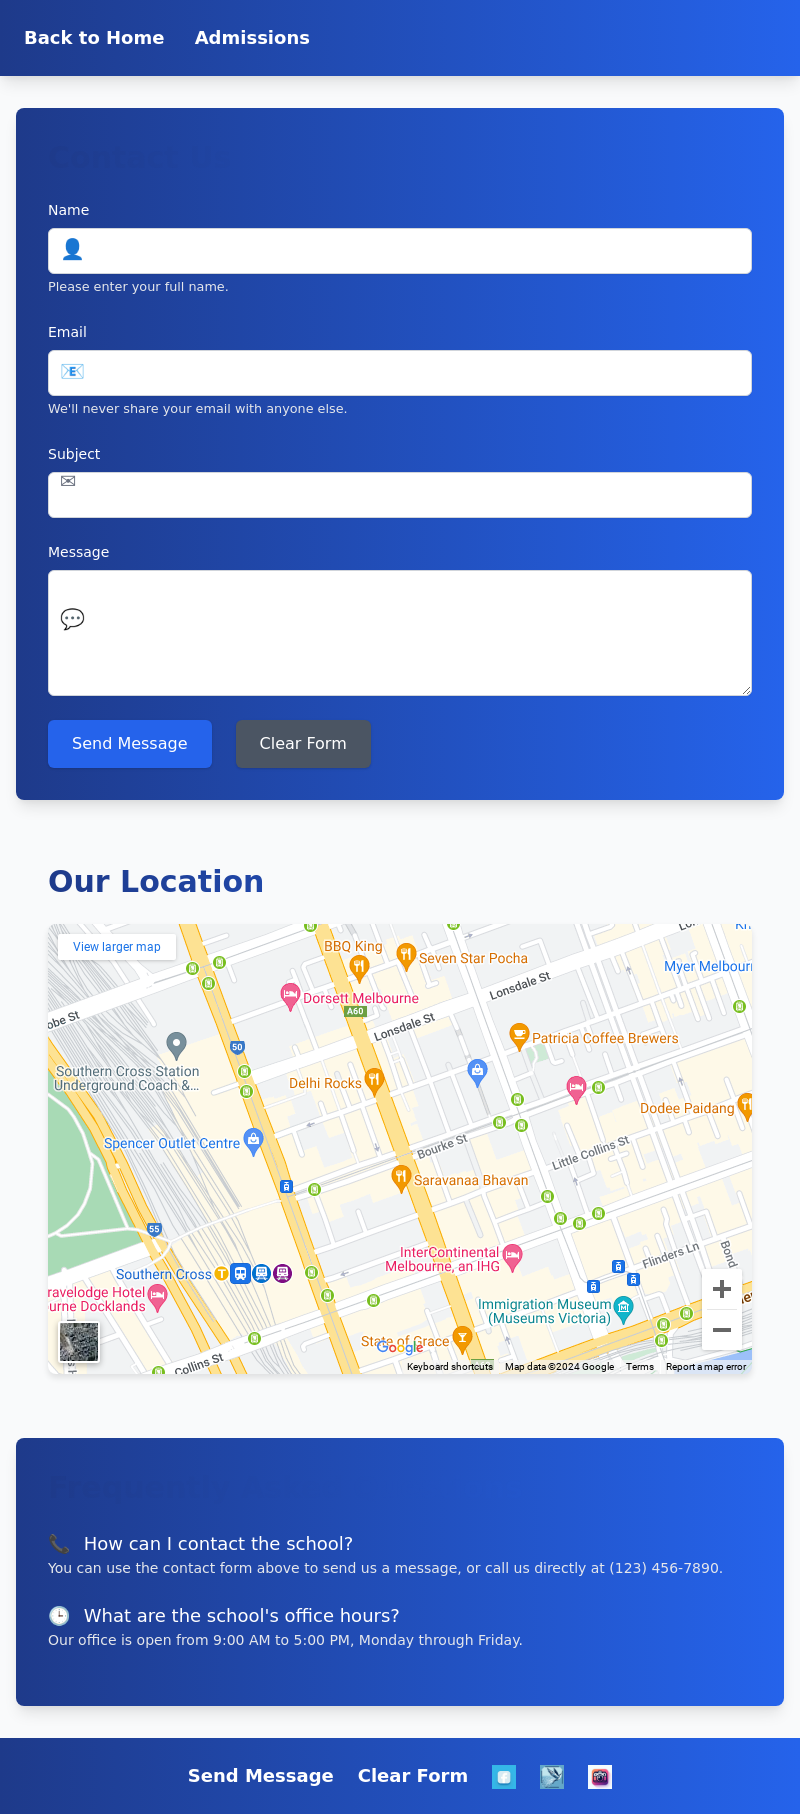 Back to Home Admissions
Name
Please enter your full name.
Email
We'll never share your email with anyone else.
Subject
Message
Send Message Clear Form
Our Location
View larger map
BBQ King
Seven Star Pocha
Myer Melbour
Dorsett Melbourne
A60
Lonsdale St
Lonsdale St
obe St
50
Patricia Coffee Brewers
Southern Cross Station
Underground Coach &...
Delhi Rocks
Dodee Paidang
Spencer Outlet Centre
Bourke St
Little Collins St
Saravanaa Bhavan
55
InterContinental
Melbourne, an IHG
Flinders Ln
Bond
Southern Cross
ravelodge Hotel
urne Docklands
Immigration Museum
(Museums Victoria)
State of Grace
Google
Collins St
Keyboard shortcuts Map data ©2024 Google Terms Report a map error
How can I contact the school?
You can use the contact form above to send us a message, or call us directly at (123) 456-7890.
What are the school's office hours?
Our office is open from 9:00 AM to 5:00 PM, Monday through Friday.
Send Message Clear Form